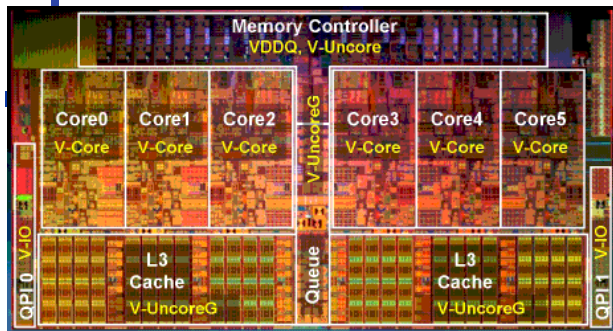 Memory Controller
VDDQ, V-Uncore
Core0
V-Core
Core1
V-Core
Core2
V-Core
V-UncoreG
Core3
V-Core
Core4
V-Core
Core5
V-Core
QPI 0
V-IO
L3
Cache
V-UncoreG
Queue
L3
Cache
V-UncoreG
QPI 1
V-IO